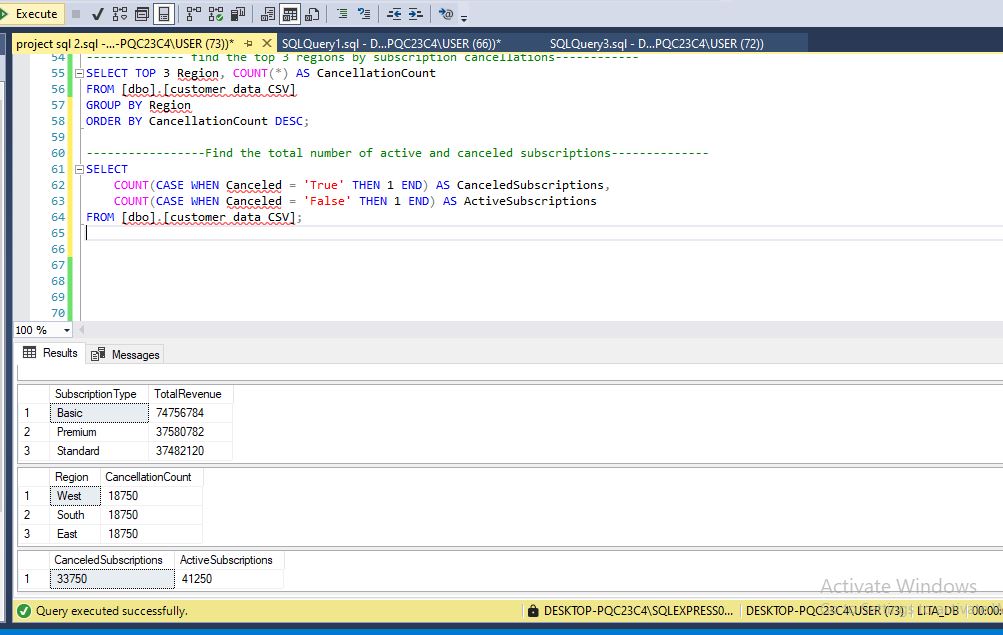 Execute
project sql 2.sql -...-PQC23C4\USER (73))* SQLQuery1.sql - D...PQC23C4\USER (66))* SQLQuery3.sql - D...PQC23C4\USER (72))
54 -------------- find the top 3 regions by subscription cancellations------------
55 SELECT TOP 3 Region, COUNT(*) AS CancellationCount
56 FROM [dbo].[customer data CSV]
57 GROUP BY Region
58 ORDER BY CancellationCount DESC;
59
60 -----------------Find the total number of active and canceled subscriptions--------------
61 SELECT
62 COUNT(CASE WHEN Canceled = 'True' THEN 1 END) AS CanceledSubscriptions,
63 COUNT(CASE WHEN Canceled = 'False' THEN 1 END) AS ActiveSubscriptions
64 FROM [dbo].[customer data CSV];
65
66
67
68
69
70
100 %
Results Messages
SubscriptionType TotalRevenue
1 Basic 74756784
2 Premium 37580782
3 Standard 37482120
Region CancellationCount
1 West 18750
2 South 18750
3 East 18750
CanceledSubscriptions ActiveSubscriptions
1 33750 41250
Activate Windows
Query executed successfully. DESKTOP-PQC23C4\SQLEXPRESS0... DESKTOP-PQC23C4\USER (73) LITA_DB 00:00: